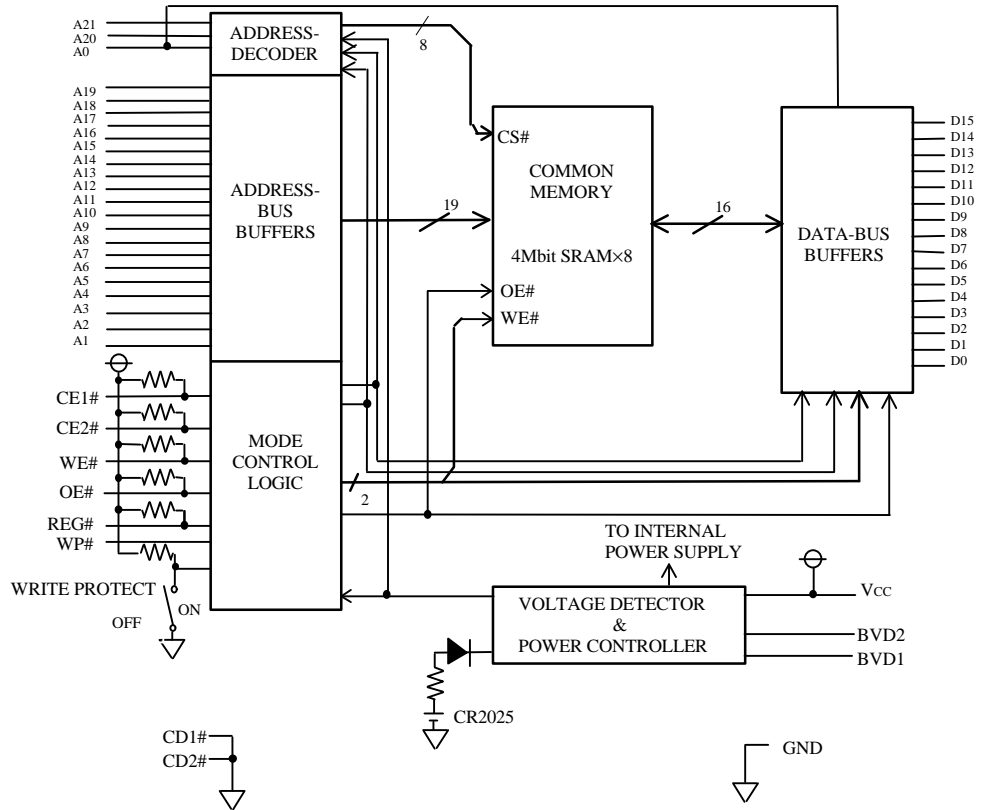 A21
A20
A0
ADDRESS-
DECODER
8
A19
A18
A17
A16
A15
A14
A13
A12
A11
A10
A9
A8
A7
A6
A5
A4
A3
A2
A1
ADDRESS-
BUS
BUFFERS
19
CS#
COMMON
MEMORY
4Mbit SRAM×8
OE#
WE#
16
DATA-BUS
BUFFERS
D15
D14
D13
D12
D11
D10
D9
D8
D7
D6
D5
D4
D3
D2
D1
D0
CE1#
CE2#
WE#
OE#
REG#
WP#
MODE
CONTROL
LOGIC
2
WRITE PROTECT
ON
OFF
TO INTERNAL
POWER SUPPLY
VOLTAGE DETECTOR
&
POWER CONTROLLER
VCC
BVD2
BVD1
CR2025
CD1#
CD2#
GND